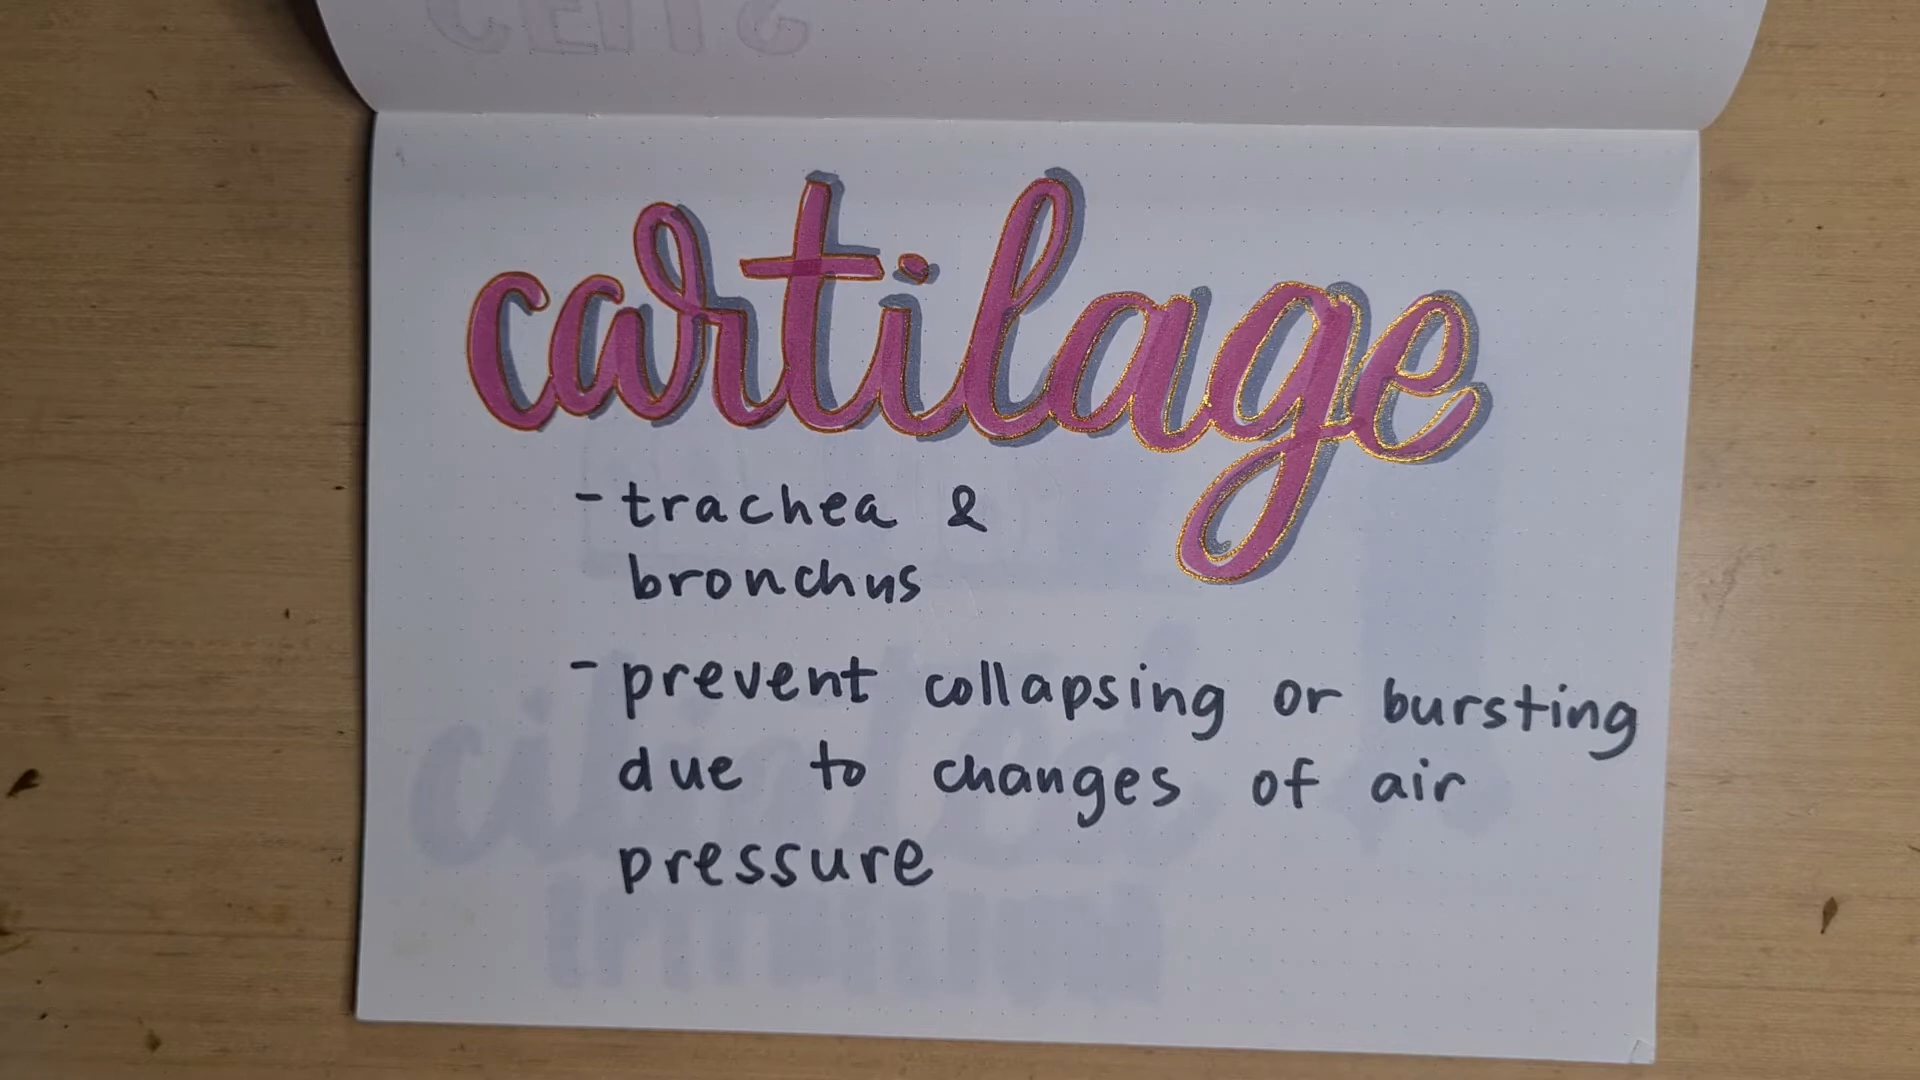 cartilage
- trachea &
bronchus
- prevent collapsing or bursting
due to changes of air
pressure